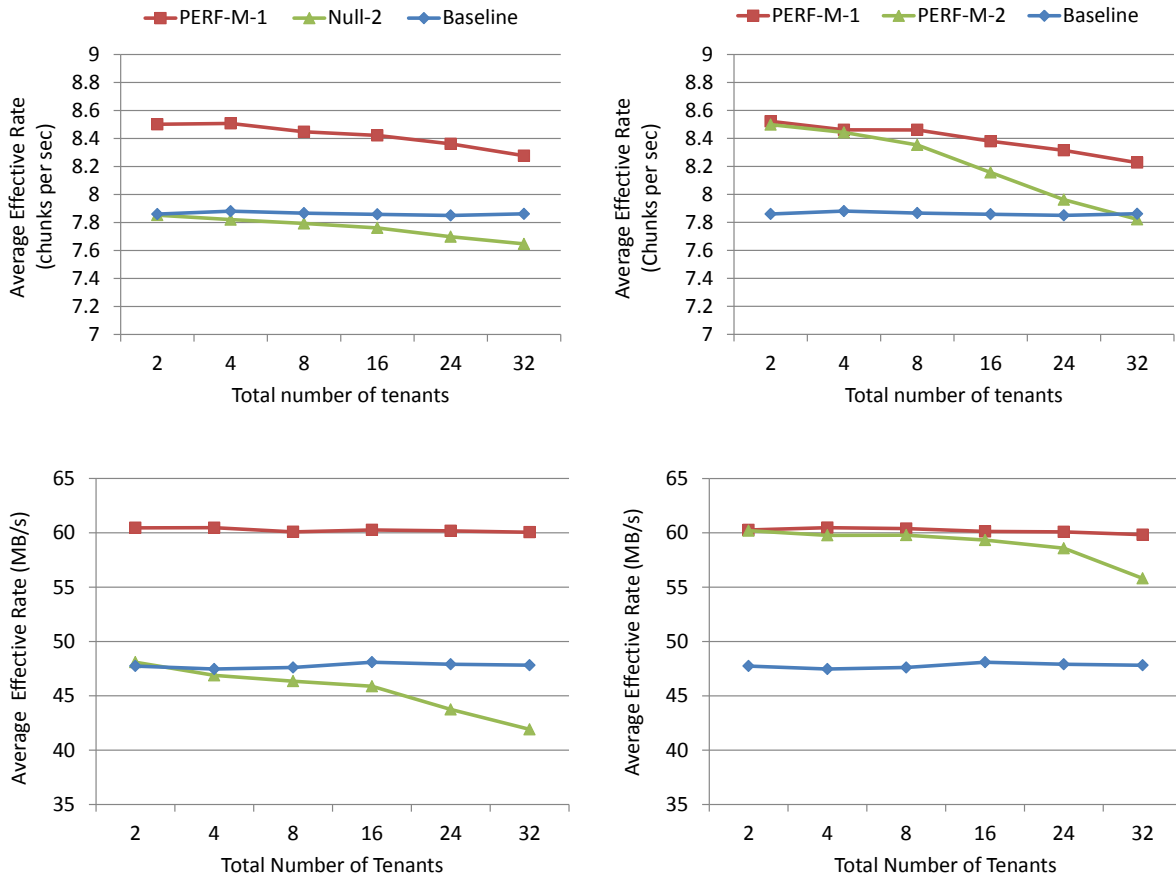 PERF-M-1 Null-2 Baseline
Average Effective Rate
(chunks per sec)
9
8.8
8.6
8.4
8.2
8
7.8
7.6
7.4
7.2
7
2 4 8 16 24 32
Total number of tenants
PERF-M-1 PERF-M-2 Baseline
Average Effective Rate
(Chunks per sec)
9
8.8
8.6
8.4
8.2
8
7.8
7.6
7.4
7.2
7
2 4 8 16 24 32
Total number of tenants
Average Effective Rate (MB/s)
65
60
55
50
45
40
35
2 4 8 16 24 32
Total Number of Tenants
Average Effective Rate (MB/s)
65
60
55
50
45
40
35
2 4 8 16 24 32
Total Number of Tenants